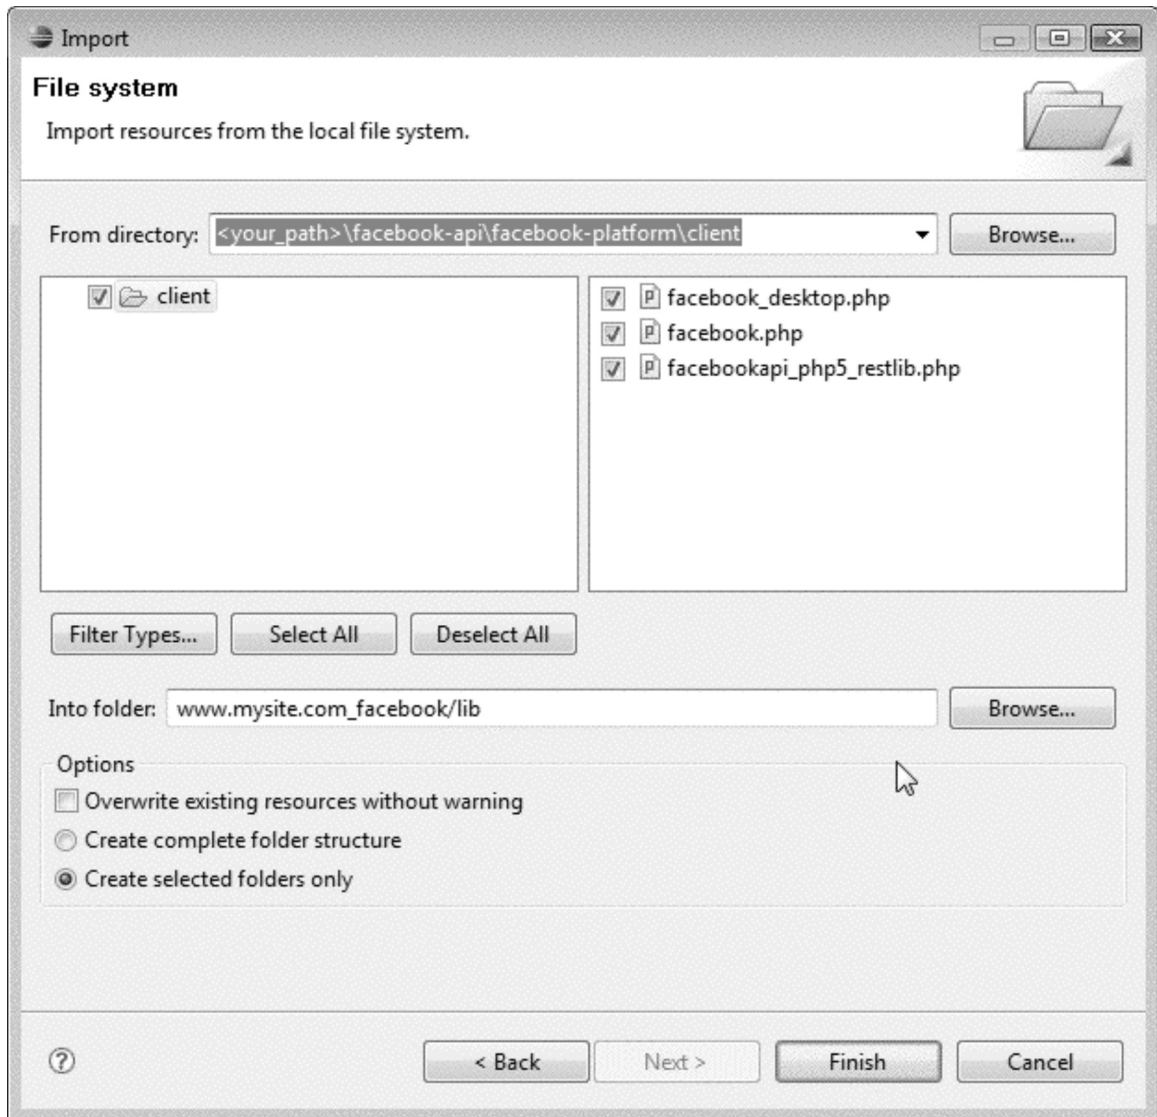 Import
File system
Import resources from the local file system.
From directory: <your_path>\facebook-api\facebook-platform\client Browse...
client
facebook_desktop.php
facebook.php
facebookapi_php5_restlib.php
Filter Types... Select All Deselect All
Into folder: www.mysite.com_facebook/lib Browse...
Options
Overwrite existing resources without warning
Create complete folder structure
Create selected folders only
? < Back Next > Finish Cancel